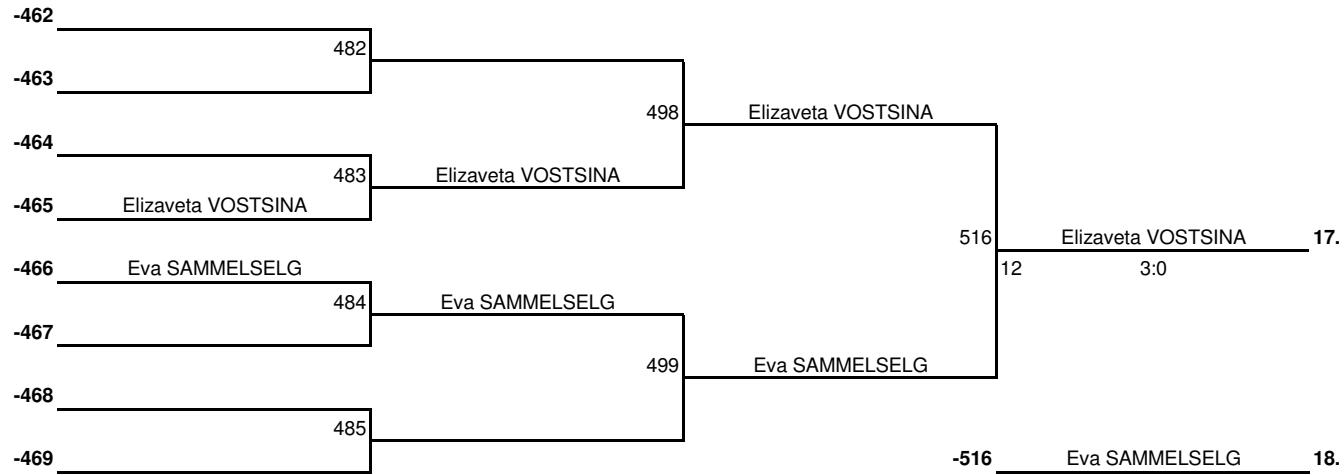 -462
482
-463
498 Elizaveta VOSTSINA
-464
483 Elizaveta VOSTSINA
-465 Elizaveta VOSTSINA
516 Elizaveta VOSTSINA 17.
-466 Eva SAMMELSELG 12 3:0
484 Eva SAMMELSELG
-467
499 Eva SAMMELSELG
-468
485
-469 -516 Eva SAMMELSELG 18.